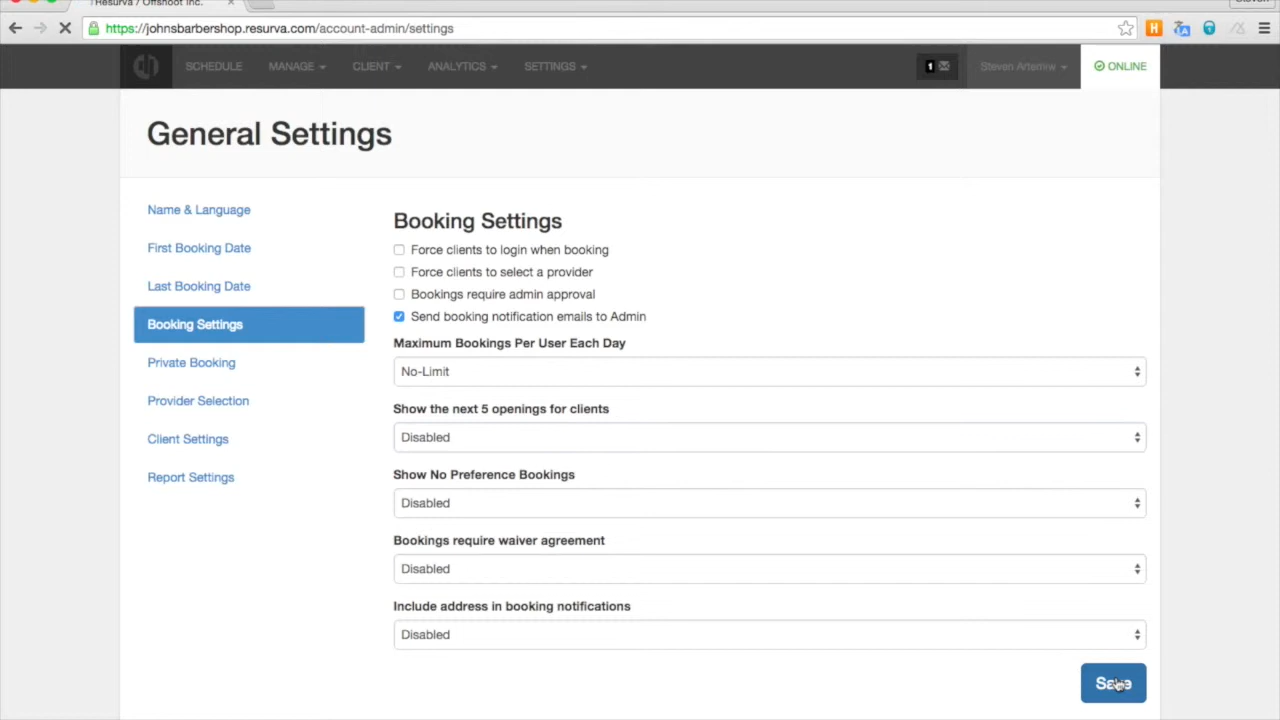 Resurva / Offshoot Inc.
https://johnsbarbershop.resurva.com/account-admin/settings
SCHEDULE MANAGE CLIENT ANALYTICS SETTINGS 1 Steven Artemiw ONLINE
General Settings
Name & Language
First Booking Date
Last Booking Date
Booking Settings
Private Booking
Provider Selection
Client Settings
Report Settings
Booking Settings
Force clients to login when booking
Force clients to select a provider
Bookings require admin approval
Send booking notification emails to Admin
Maximum Bookings Per User Each Day
No-Limit
Show the next 5 openings for clients
Disabled
Show No Preference Bookings
Disabled
Bookings require waiver agreement
Disabled
Include address in booking notifications
Disabled
Save